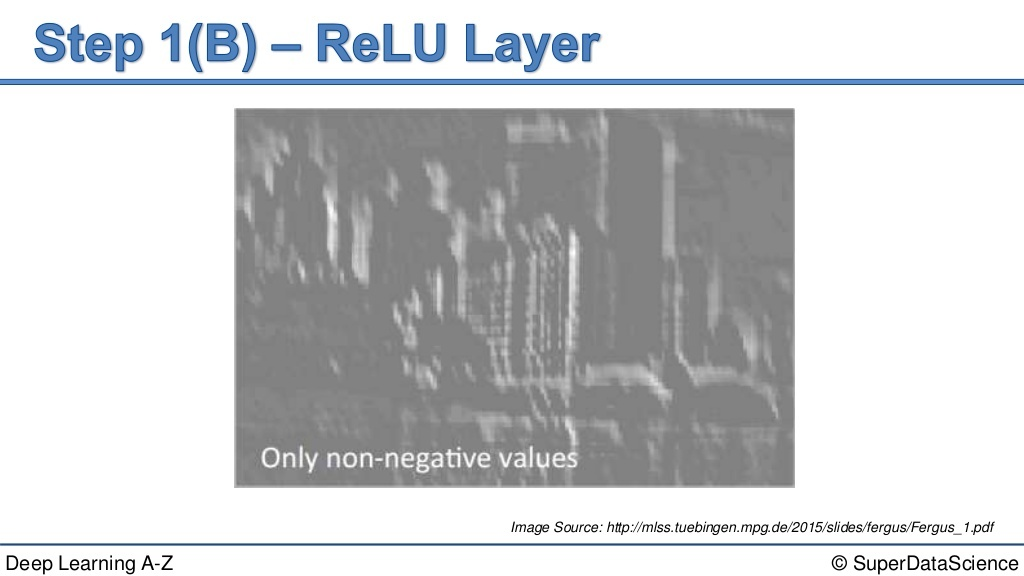 Step 1(B) – ReLU Layer
Only non-negative values
Image Source: http://mlss.tuebingen.mpg.de/2015/slides/fergus/Fergus_1.pdf
Deep Learning A-Z
© SuperDataScience